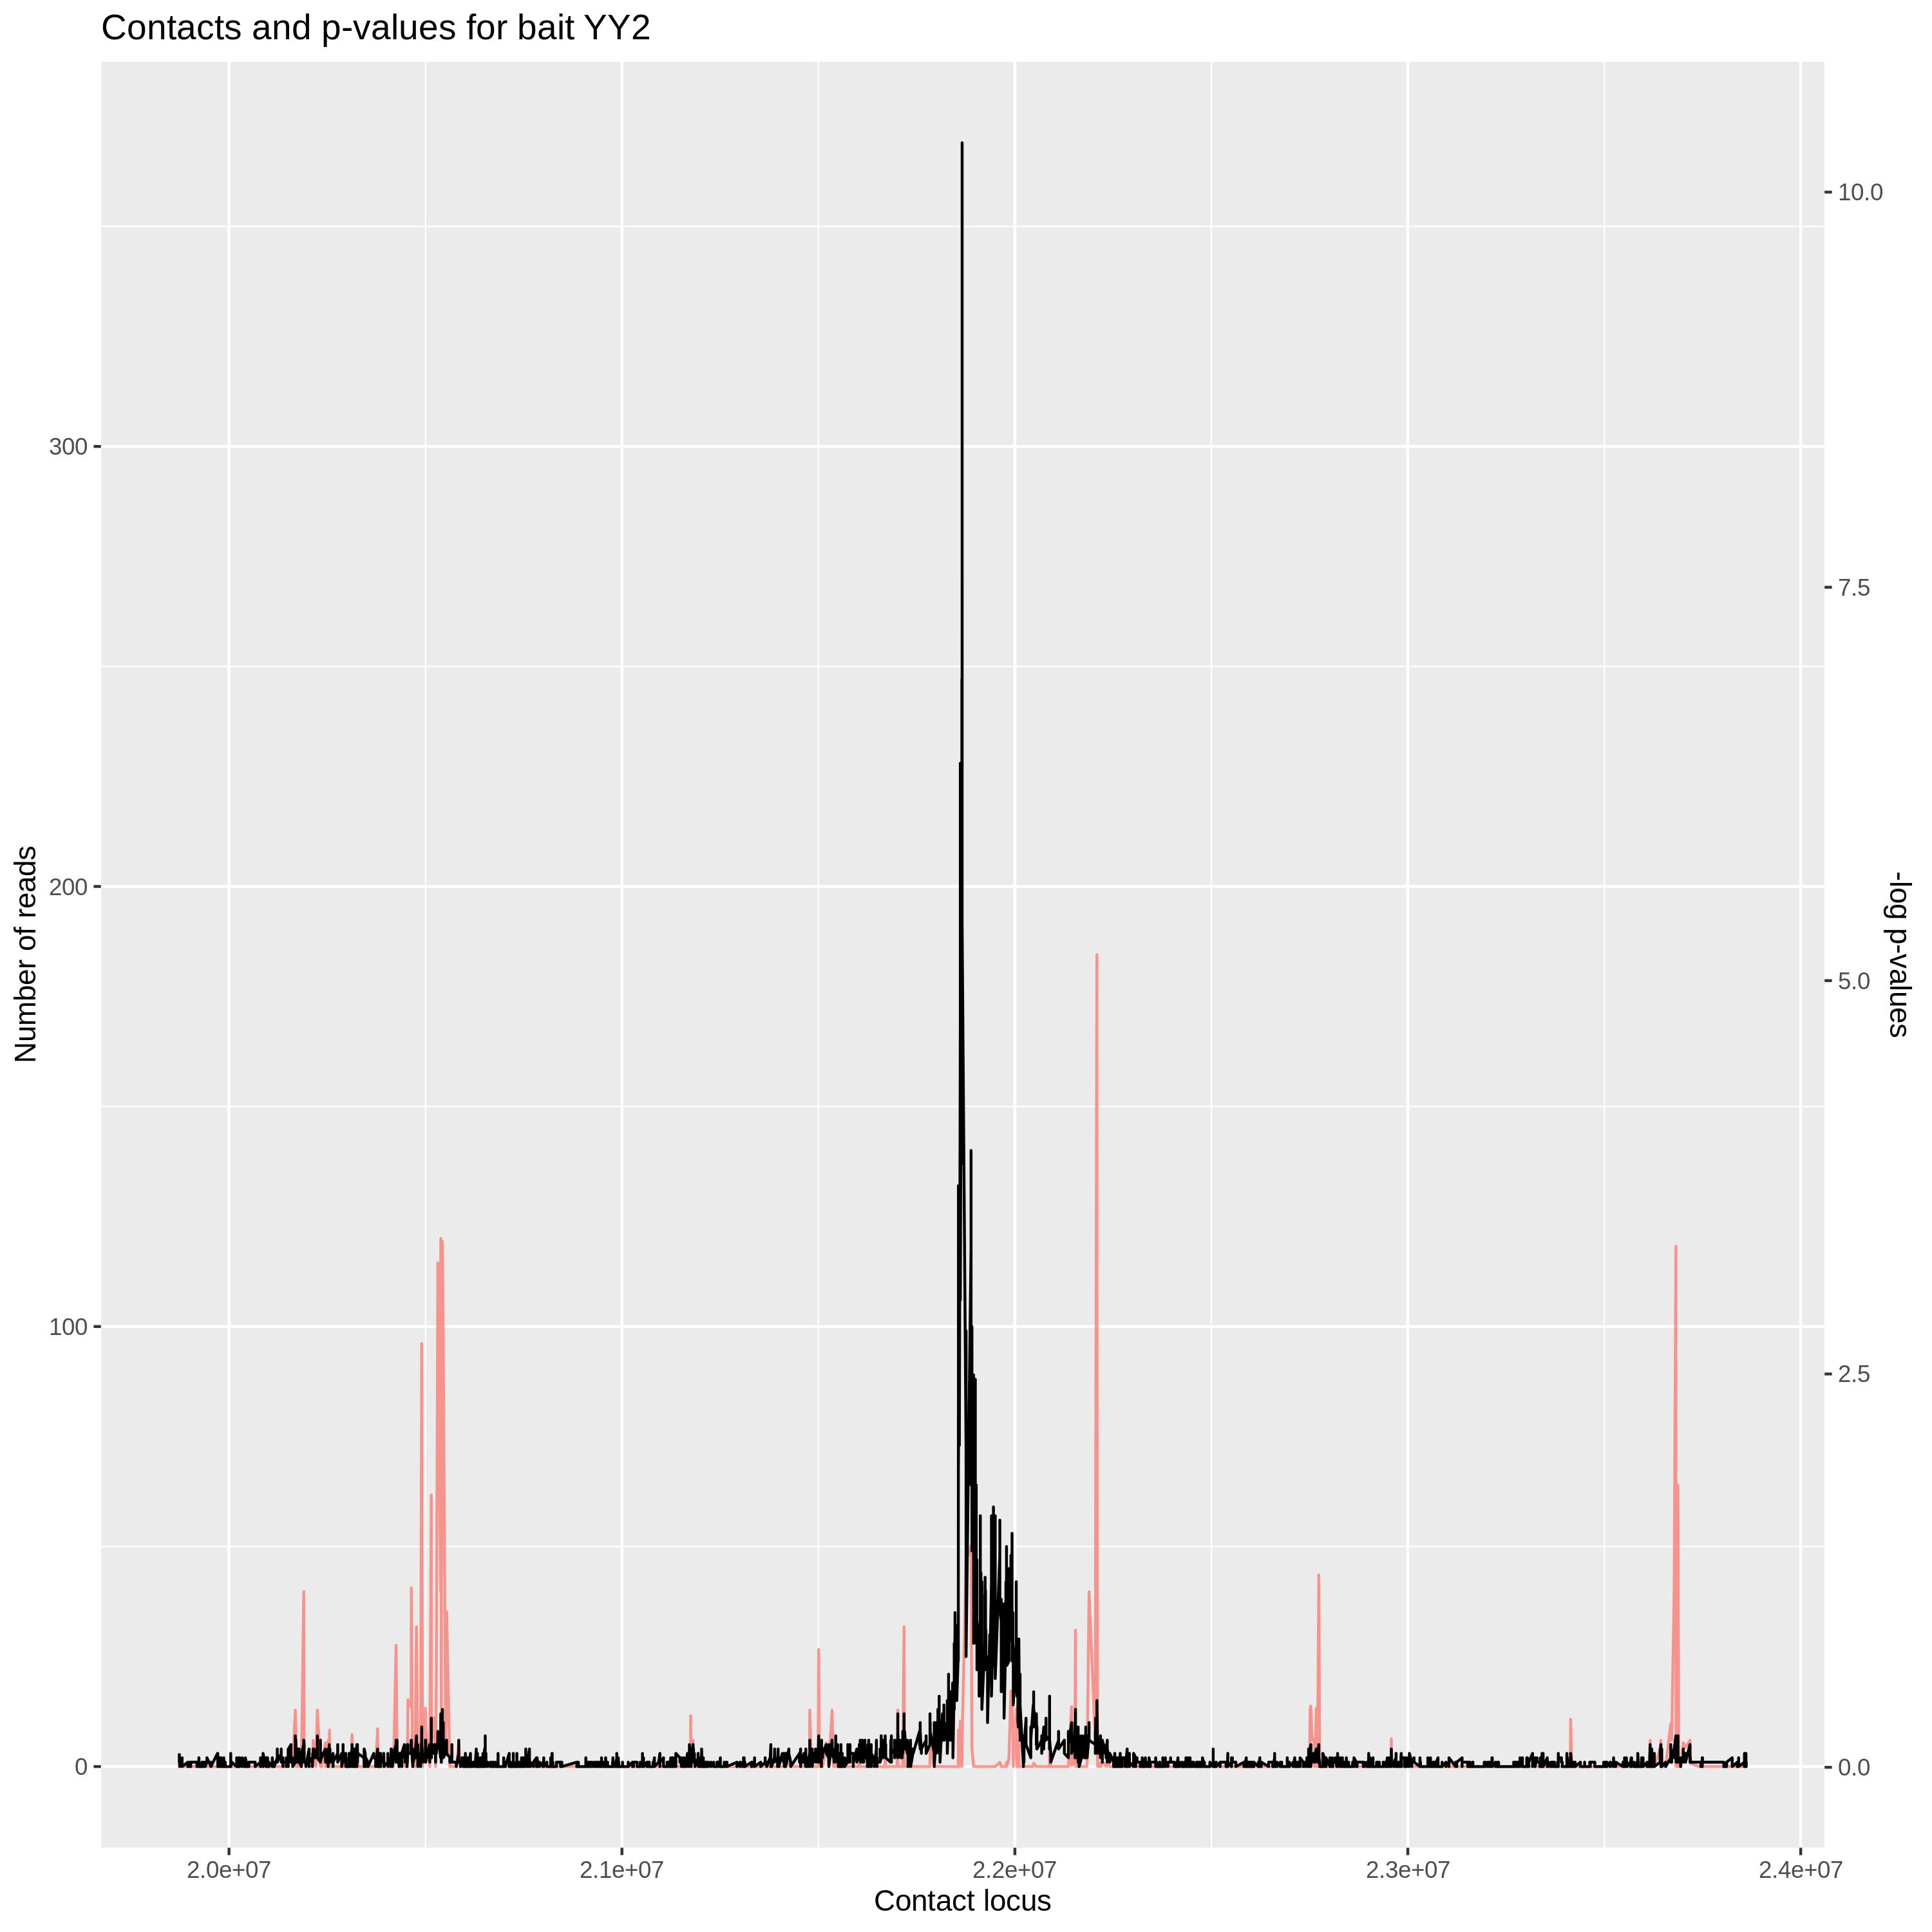 Contacts and p-values for bait YY2
Number of reads
300
200
100
0
10.0
7.5
5.0
2.5
0.0
-log p-values
2.0e+07
2.1e+07
2.2e+07
2.3e+07
2.4e+07
Contact locus